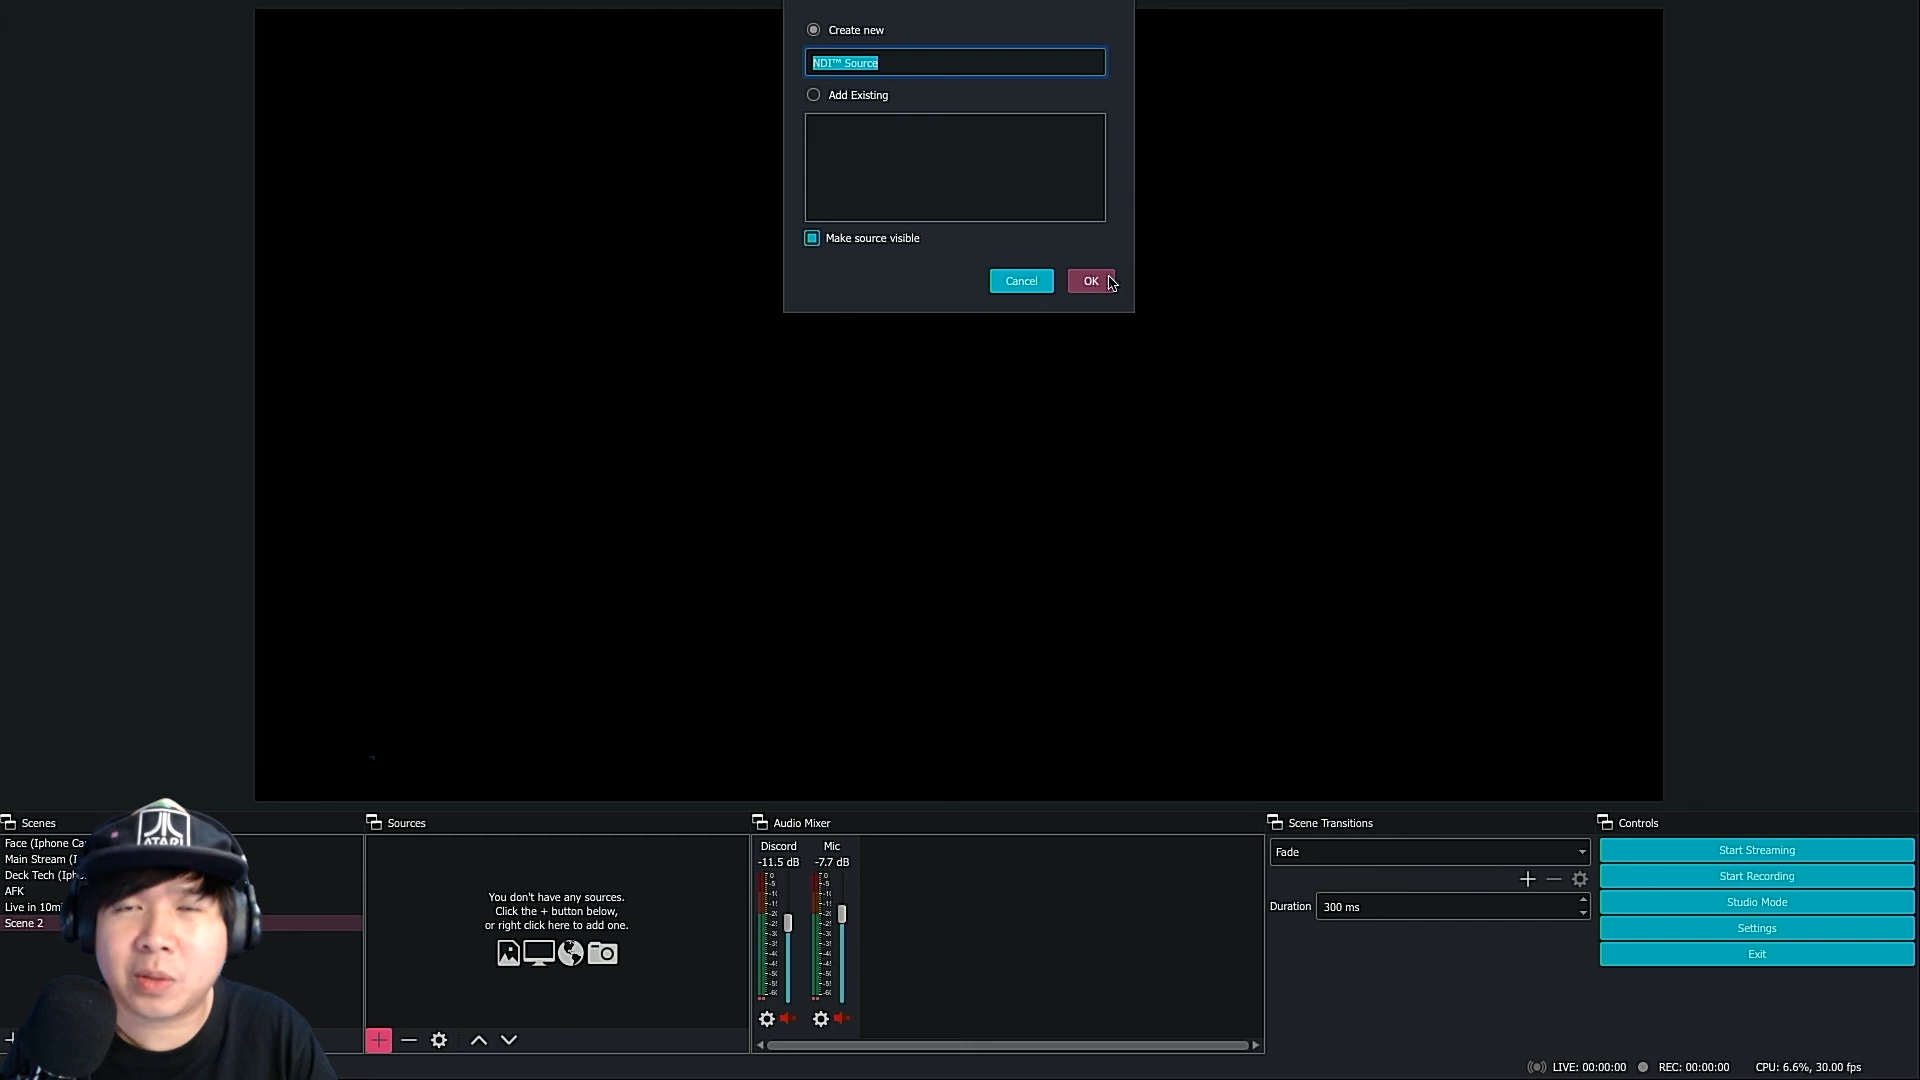 Create new
NDI™ Source
Add Existing
Make source visible
Cancel
OK
Scenes
Face (Iphone Ca
Main Stream (I
Deck Tech (Iph
AFK
Live in 10mi
Scene 2
ATARI
Sources
You don't have any sources.
Click the + button below,
or right click here to add one.
Audio Mixer
Discord
-11.5 dB
Mic
-7.7 dB
Scene Transitions
Fade
Duration
300 ms
Controls
Start Streaming
Start Recording
Studio Mode
Settings
Exit
LIVE: 00:00:00
REC: 00:00:00
CPU: 6.6%, 30.00 fps